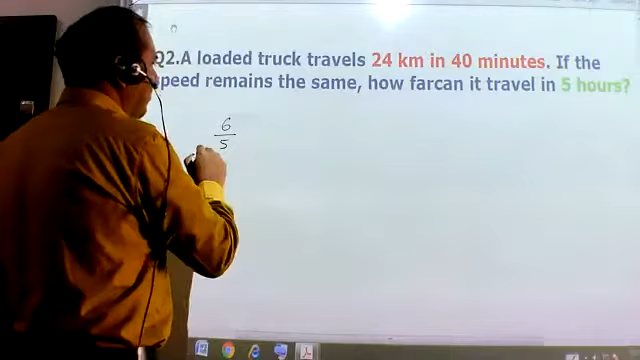 Q2.A loaded truck travels 24 km in 40 minutes. If the
speed remains the same, how farcan it travel in 5 hours?
6
5